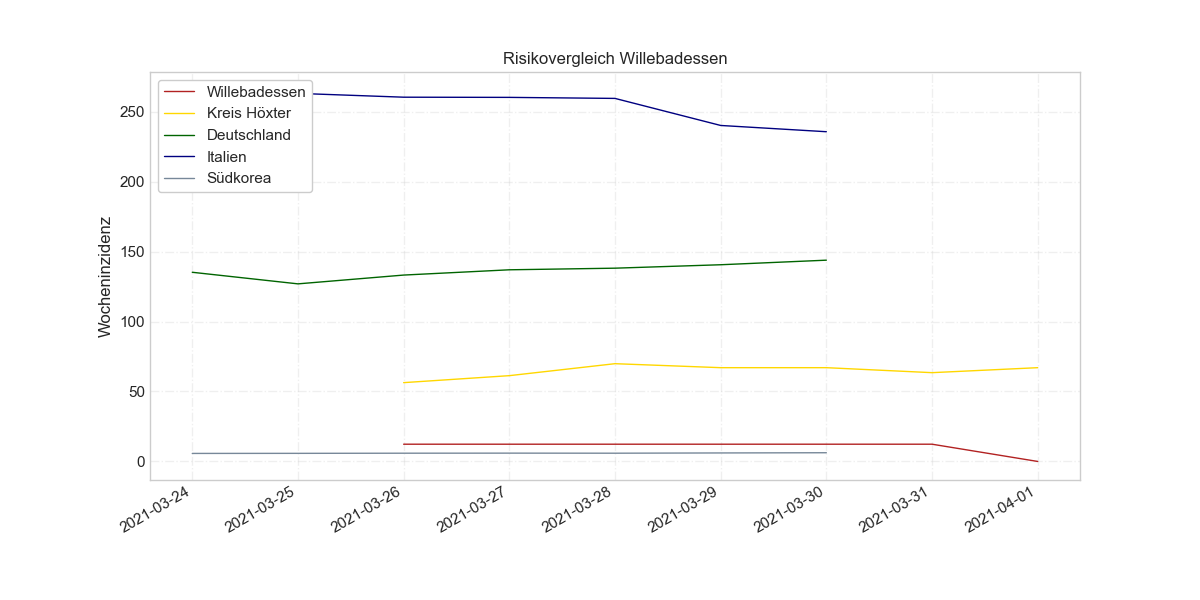 Risikovergleich Willebadessen
Willebadessen
Kreis Höxter
Deutschland
Italien
Südkorea
Wocheninzidenz
250
200
150
100
50
0
2021-03-24
2021-03-25
2021-03-26
2021-03-27
2021-03-28
2021-03-29
2021-03-30
2021-03-31
2021-04-01